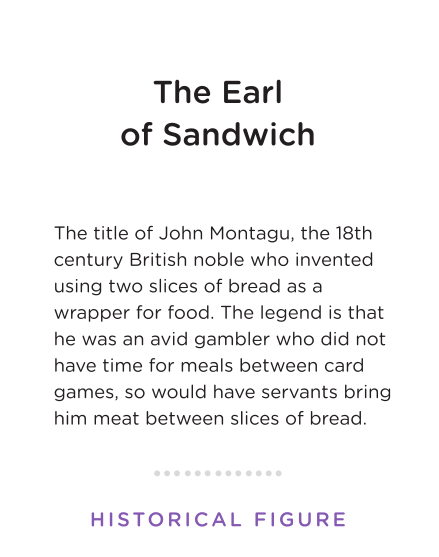 The Earl
of Sandwich
The title of John Montagu, the 18th
century British noble who invented
using two slices of bread as a
wrapper for food. The legend is that
he was an avid gambler who did not
have time for meals between card
games, so would have servants bring
him meat between slices of bread.
HISTORICAL FIGURE